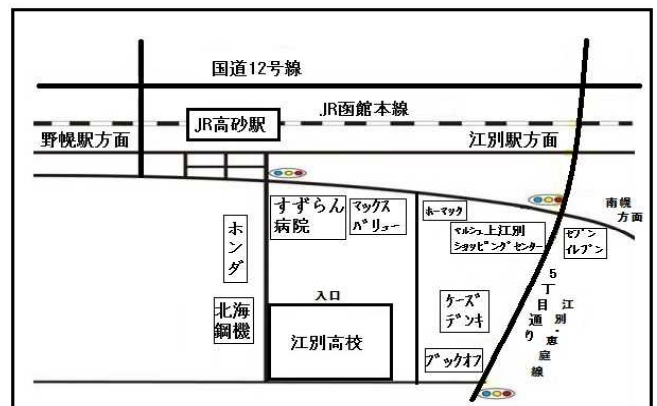 国道12号線
JR函館本線
JR高砂駅
野幌駅方面
江別駅方面
南幌
方面
すずらん
病院
マックス
バリュー
ホーマック
マルシェ上江別
ショッピングセンター
セブン
イレブン
ホンダ
北海
鋼機
入口
江別高校
ケーズ
デンキ
ブックオフ
5丁目通り
江別・恵庭線